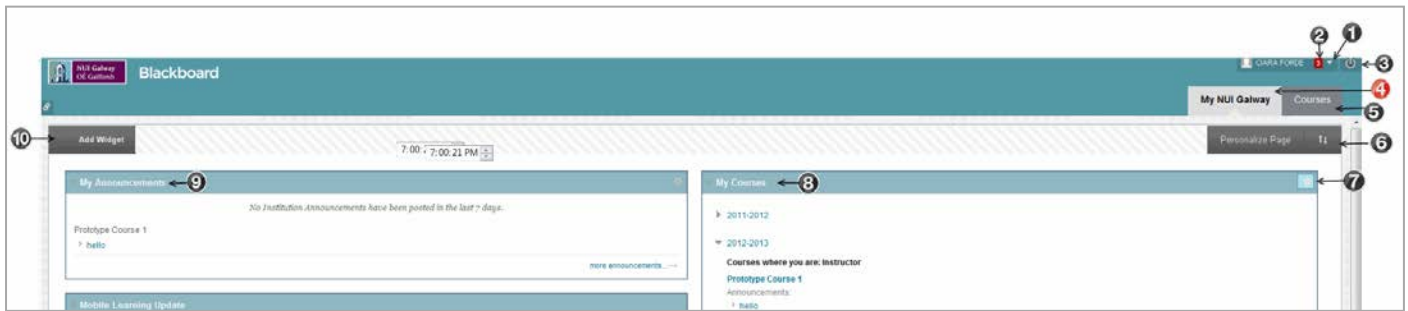 2 1
NUI Galway
OÉ Gaillimh
Blackboard
CIARA FORDE 3
3
4
My NUI Galway Courses
5
10 Add Widget
7:00: 7:00:21 PM
Personalize Page 6
My Announcements 9
My Courses 8
7
No Institution Announcements have been posted in the last 7 days.
Prototype Course 1
hello
more announcements...
2011-2012
2012-2013
Courses where you are: Instructor
Prototype Course 1
Announcements:
hello
Mobile Learning Update